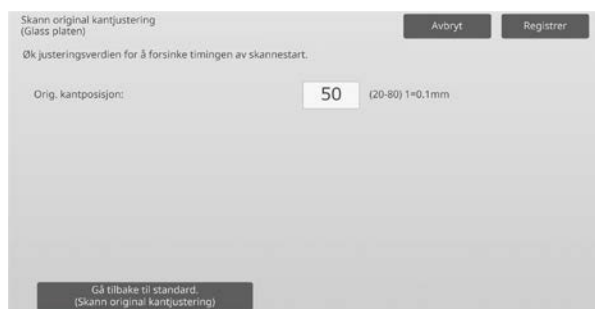 Skann original kantjustering
(Glass platen)
Avbryt
Registrer
Øk justeringsverdien for å forsinke timingen av skannestart.
Orig. kantposisjon:
50
(20-80) 1=0.1mm
Gå tilbake til standard.
(Skann original kantjustering)